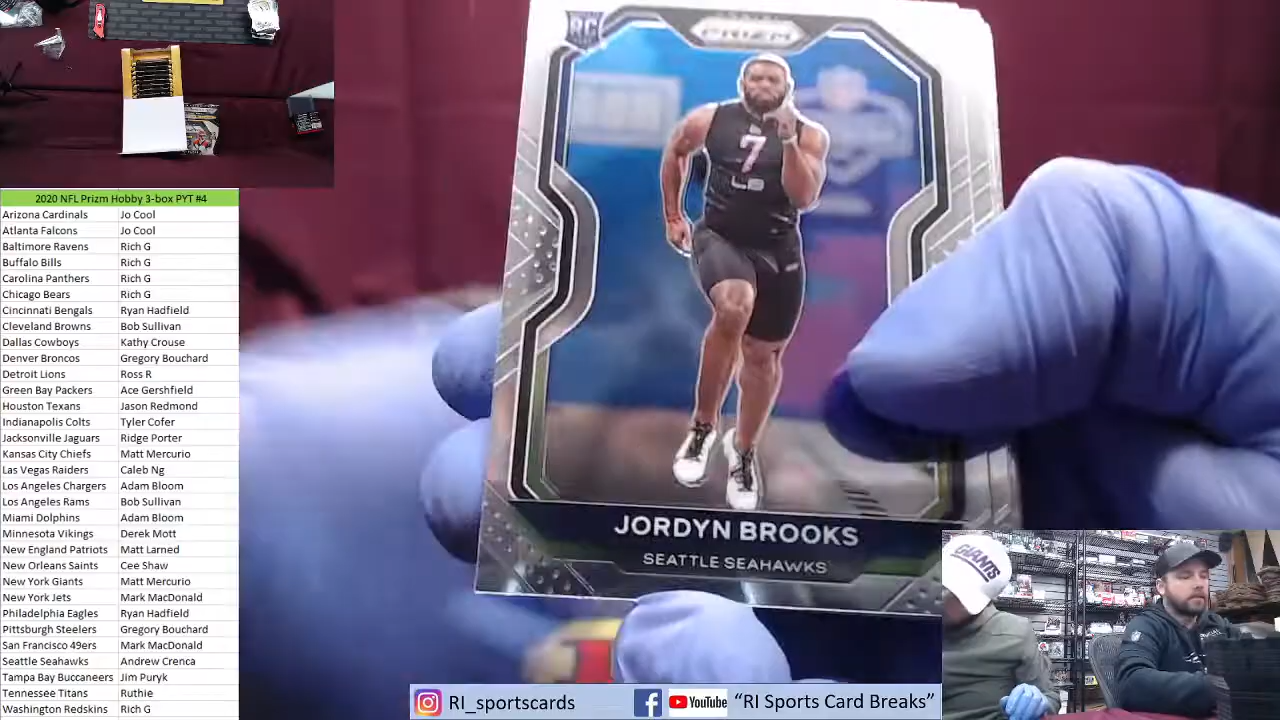 2020 NFL Prizm Hobby 3-box PYT #4
Arizona Cardinals Jo Cool
Atlanta Falcons Jo Cool
Baltimore Ravens Rich G
Buffalo Bills Rich G
Carolina Panthers Rich G
Chicago Bears Rich G
Cincinnati Bengals Ryan Hadfield
Cleveland Browns Bob Sullivan
Dallas Cowboys Kathy Crouse
Denver Broncos Gregory Bouchard
Detroit Lions Ross R
Green Bay Packers Ace Gershfield
Houston Texans Jason Redmond
Indianapolis Colts Tyler Cofer
Jacksonville Jaguars Ridge Porter
Kansas City Chiefs Matt Mercurio
Las Vegas Raiders Caleb Ng
Los Angeles Chargers Adam Bloom
Los Angeles Rams Bob Sullivan
Miami Dolphins Adam Bloom
Minnesota Vikings Derek Mott
New England Patriots Matt Larned
New Orleans Saints Cee Shaw
New York Giants Matt Mercurio
New York Jets Mark MacDonald
Philadelphia Eagles Ryan Hadfield
Pittsburgh Steelers Gregory Bouchard
San Francisco 49ers Mark MacDonald
Seattle Seahawks Andrew Crenca
Tampa Bay Buccaneers Jim Puryk
Tennessee Titans Ruthie
Washington Redskins Rich G
RC
PRIZM
7
LB
JORDYN BROOKS
SEATTLE SEAHAWKS
GIANTS
RI_sportscards
YouTube
"RI Sports Card Breaks"